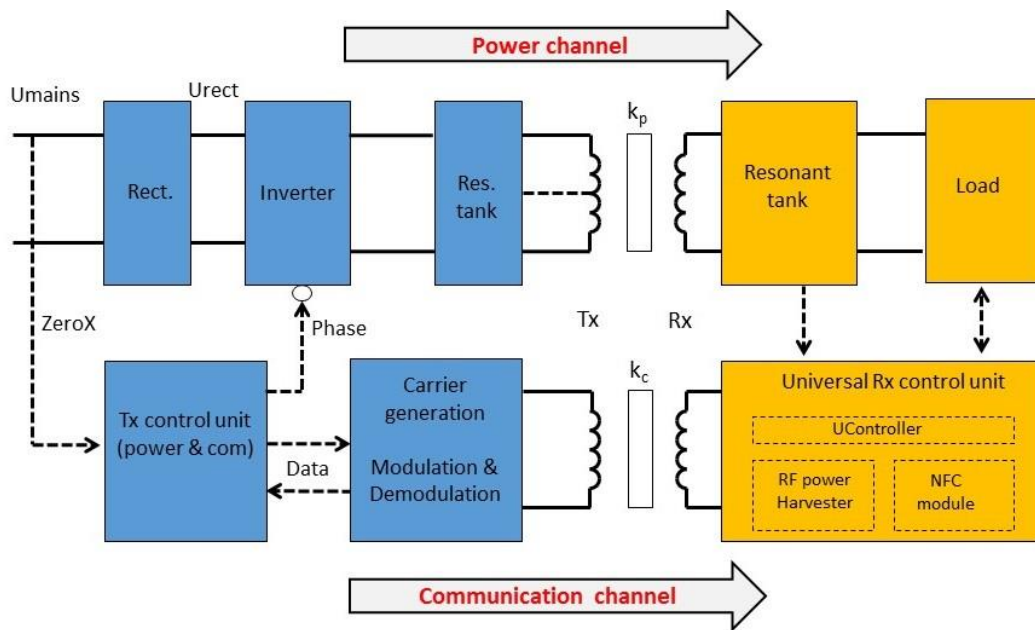 Power channel
Umains
Urect
Rect.
Inverter
Res.
tank
kp
Resonant
tank
Load
ZeroX
Phase
Tx
Rx
Tx control unit
(power & com)
Data
Carrier
generation
Modulation &
Demodulation
kc
Universal Rx control unit
UController
RF power
Harvester
NFC
module
Communication channel